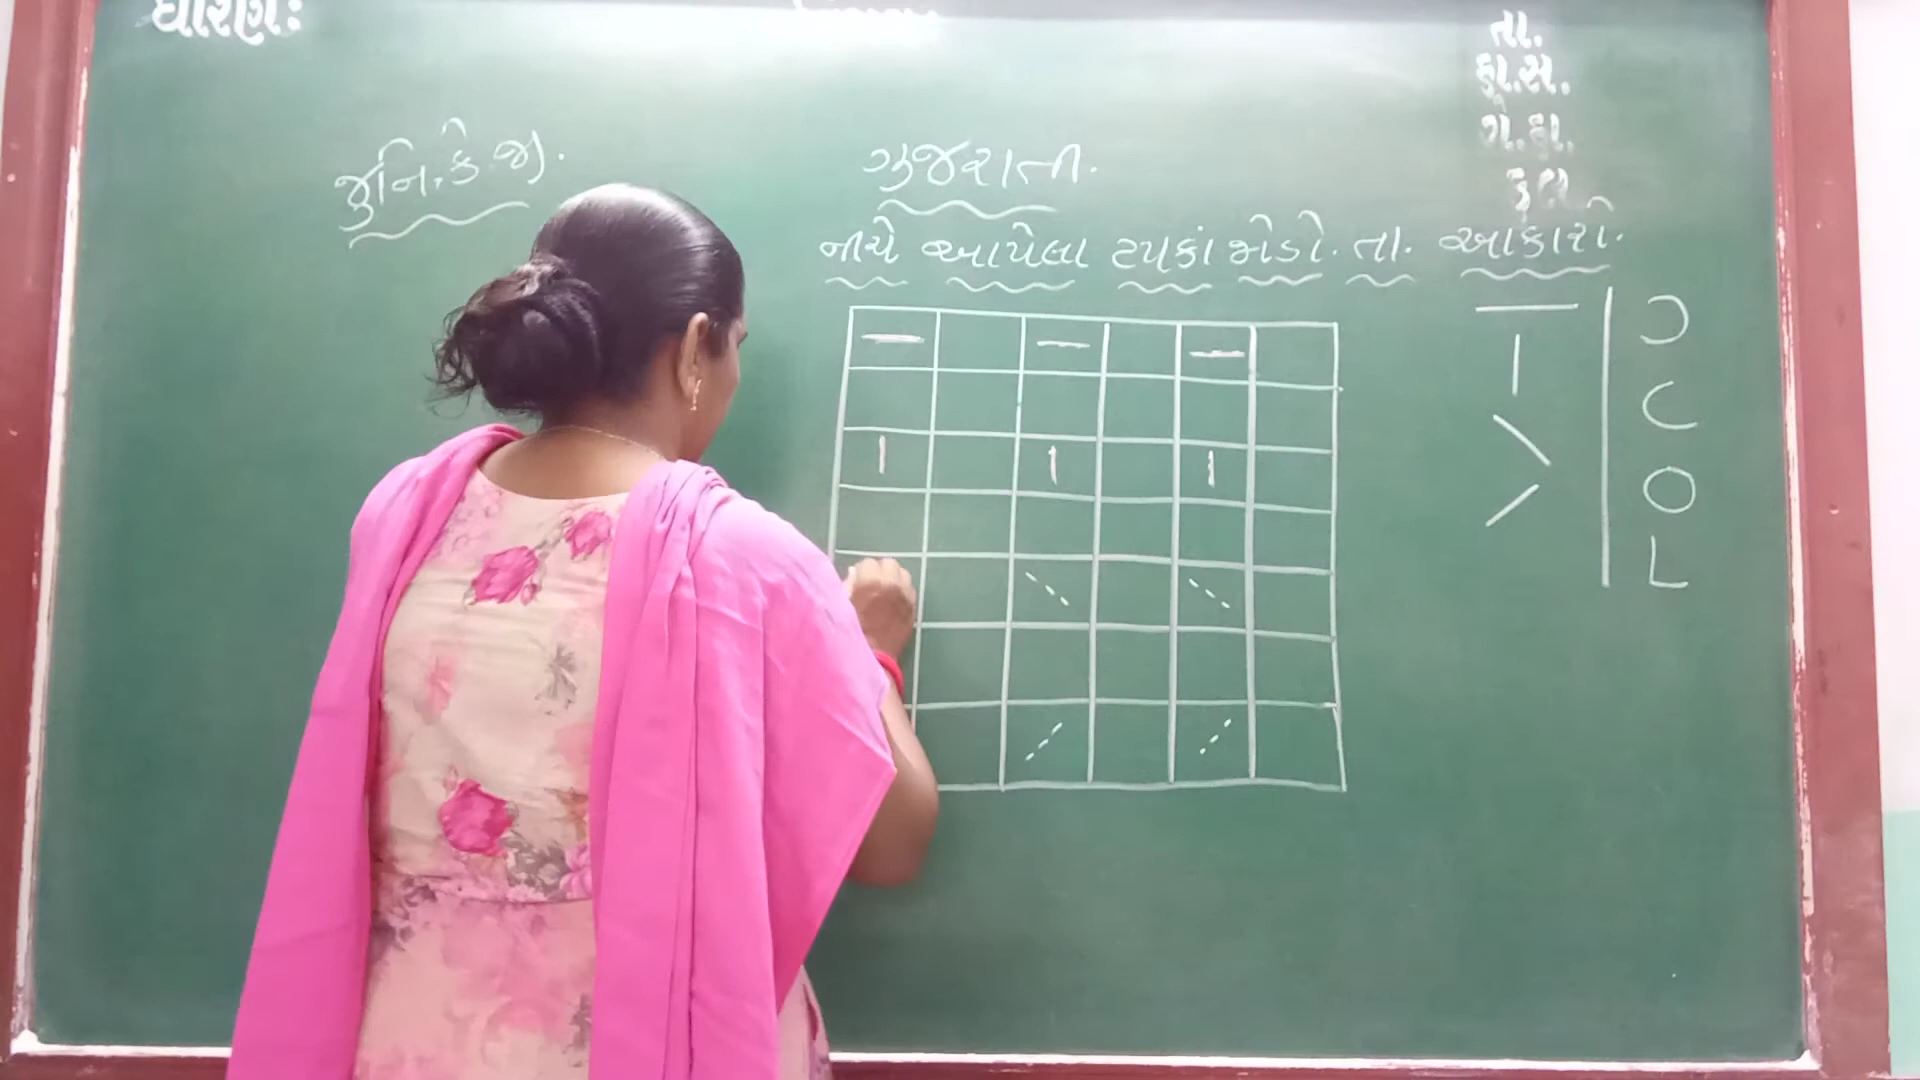 ધોરણ:
તા.
હા.સ.
ગે.હા.
કુલ
જુનિ. કે. જી.
ગુજરાતી.
નીચે આપેલા ટપકાં જોડો. તા. આકારો.